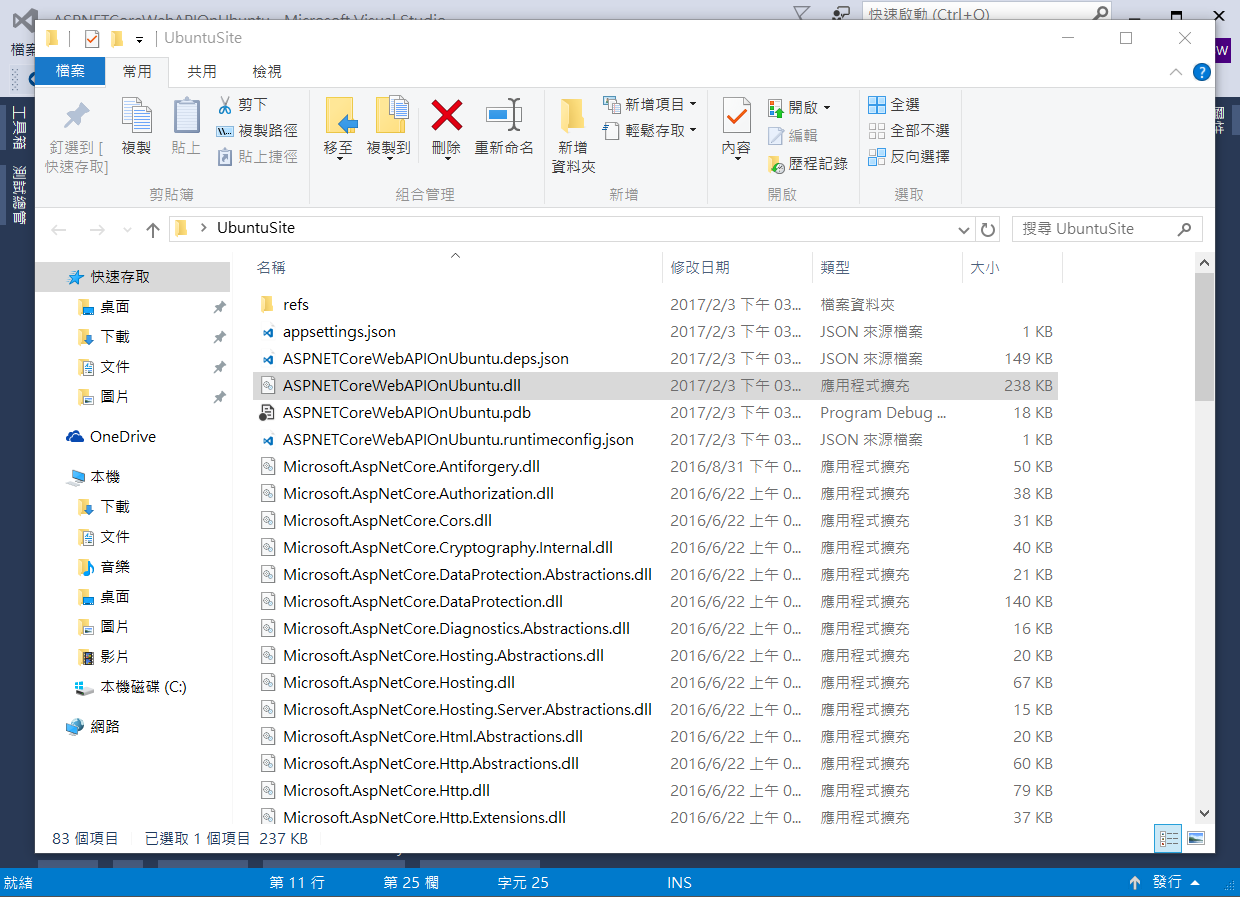 ASPNETCoreWebAPIOnUbuntu - Microsoft Visual Studio
快速啟動 (Ctrl+Q)
檔案
W
UbuntuSite
檔案 常用 共用 檢視
?
釘選到 [
快速存取]
複製
貼上
剪下
複製路徑
貼上捷徑
剪貼簿
移至
複製到
刪除
重新命名
組合管理
新增
資料夾
新增項目
輕鬆存取
新增
內容
開啟
編輯
歷程記錄
開啟
全選
全部不選
反向選擇
選取
工具箱
測試總管
UbuntuSite
搜尋 UbuntuSite
快速存取
桌面
下載
文件
圖片
OneDrive
本機
下載
文件
音樂
桌面
圖片
影片
本機磁碟 (C:)
網路
名稱 修改日期 類型 大小
refs 2017/2/3 下午 03... 檔案資料夾
appsettings.json 2017/2/3 下午 03... JSON 來源檔案 1 KB
ASPNETCoreWebAPIOnUbuntu.deps.json 2017/2/3 下午 03... JSON 來源檔案 149 KB
ASPNETCoreWebAPIOnUbuntu.dll 2017/2/3 下午 03... 應用程式擴充 238 KB
ASPNETCoreWebAPIOnUbuntu.pdb 2017/2/3 下午 03... Program Debug ... 18 KB
ASPNETCoreWebAPIOnUbuntu.runtimeconfig.json 2017/2/3 下午 03... JSON 來源檔案 1 KB
Microsoft.AspNetCore.Antiforgery.dll 2016/8/31 下午 0... 應用程式擴充 50 KB
Microsoft.AspNetCore.Authorization.dll 2016/6/22 上午 0... 應用程式擴充 38 KB
Microsoft.AspNetCore.Cors.dll 2016/6/22 上午 0... 應用程式擴充 31 KB
Microsoft.AspNetCore.Cryptography.Internal.dll 2016/6/22 上午 0... 應用程式擴充 40 KB
Microsoft.AspNetCore.DataProtection.Abstractions.dll 2016/6/22 上午 0... 應用程式擴充 21 KB
Microsoft.AspNetCore.DataProtection.dll 2016/6/22 上午 0... 應用程式擴充 140 KB
Microsoft.AspNetCore.Diagnostics.Abstractions.dll 2016/6/22 上午 0... 應用程式擴充 16 KB
Microsoft.AspNetCore.Hosting.Abstractions.dll 2016/6/22 上午 0... 應用程式擴充 20 KB
Microsoft.AspNetCore.Hosting.dll 2016/6/22 上午 0... 應用程式擴充 67 KB
Microsoft.AspNetCore.Hosting.Server.Abstractions.dll 2016/6/22 上午 0... 應用程式擴充 15 KB
Microsoft.AspNetCore.Html.Abstractions.dll 2016/6/22 上午 0... 應用程式擴充 20 KB
Microsoft.AspNetCore.Http.Abstractions.dll 2016/6/22 上午 0... 應用程式擴充 60 KB
Microsoft.AspNetCore.Http.dll 2016/6/22 上午 0... 應用程式擴充 79 KB
Microsoft.AspNetCore.Http.Extensions.dll 2016/6/22 上午 0... 應用程式擴充 37 KB
83 個項目 已選取 1 個項目 237 KB
就緒 第 11 行 第 25 欄 字元 25 INS 發行